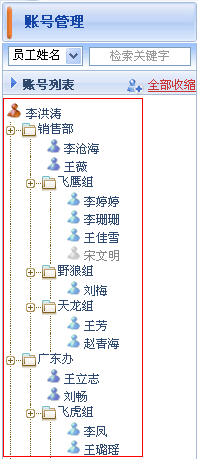 账号管理
员工姓名 检索关键字
账号列表 全部收缩
李洪涛
销售部
李沧海
王薇
飞鹰组
李婷婷
李珊珊
王佳雪
宋文明
野狼组
刘梅
天龙组
王芳
赵青海
广东办
王立志
刘畅
飞虎组
李凤
王璐瑶